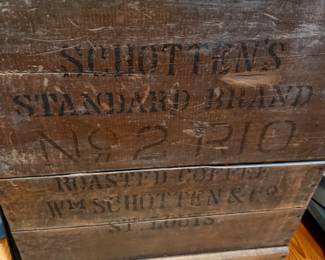 SCHOTTEN'S
STANDARD BRAND
No 2 RIO
ROASTED COFFEE
WM SCHOTTEN & CO
ST LOUIS